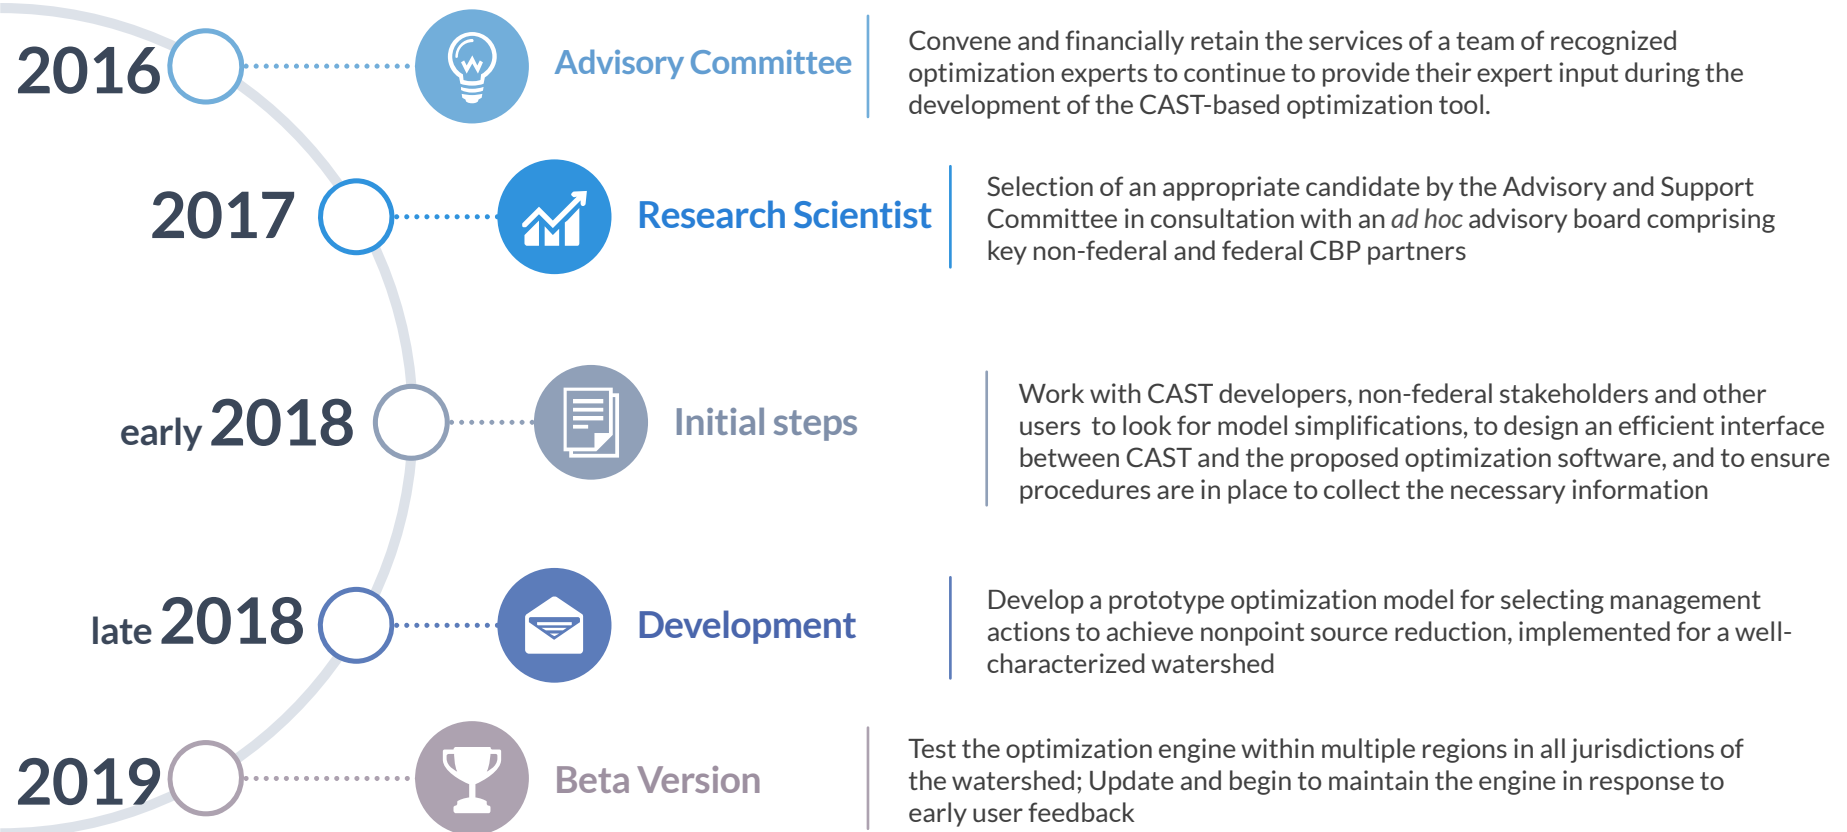 2016
Advisory Committee
Convene and financially retain the services of a team of recognized
optimization experts to continue to provide their expert input during the
development of the CAST-based optimization tool.
2017
Research Scientist
Selection of an appropriate candidate by the Advisory and Support
Committee in consultation with an ad hoc advisory board comprising
key non-federal and federal CBP partners
early 2018
Initial steps
Work with CAST developers, non-federal stakeholders and other
users to look for model simplifications, to design an efficient interface
between CAST and the proposed optimization software, and to ensure
procedures are in place to collect the necessary information
late 2018
Development
Develop a prototype optimization model for selecting management
actions to achieve nonpoint source reduction, implemented for a well-
characterized watershed
2019
Beta Version
Test the optimization engine within multiple regions in all jurisdictions of
the watershed; Update and begin to maintain the engine in response to
early user feedback